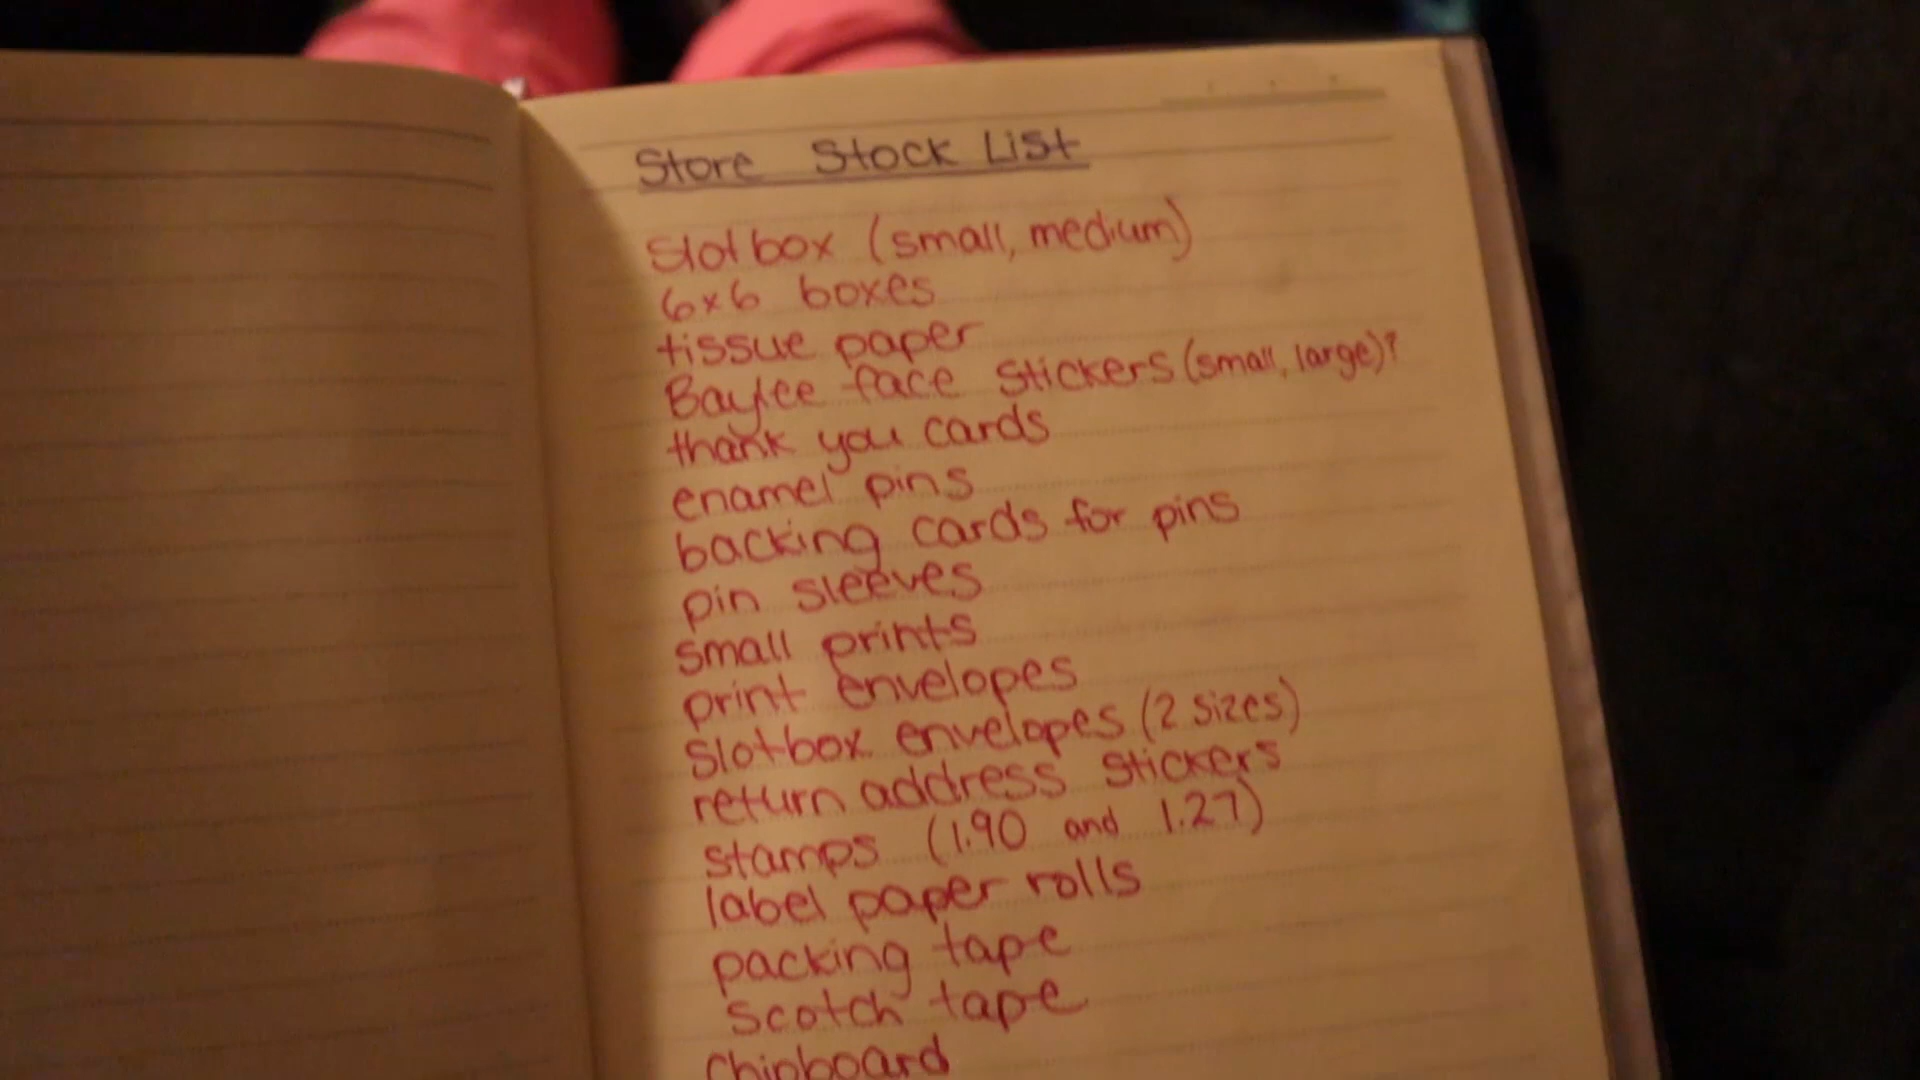 Store Stock List
Slotbox (small, medium)
6x6 boxes
tissue paper
Baylee face stickers (small, large)?
thank you cards
enamel pins
backing cards for pins
pin sleeves
small prints
print envelopes
Slotbox envelopes (2 sizes)
return address stickers
stamps (1.90 and 1.27)
label paper rolls
packing tape
scotch tape
Chipboard